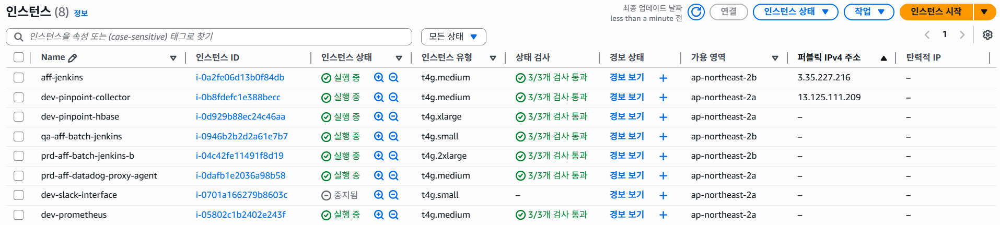 인스턴스 (8) 정보
최종 업데이트 날짜
less than a minute 전
연결
인스턴스 상태
작업
인스턴스 시작
인스턴스을 속성 또는 (case-sensitive) 태그로 찾기
모든 상태
1
Name 인스턴스 ID 인스턴스 상태 인스턴스 유형 상태 검사 경보 상태 가용 영역 퍼블릭 IPv4 주소 탄력적 IP
aff-jenkins i-0a2fe06d13b0f84db 실행 중 t4g.medium 3/3개 검사 통과 경보 보기 + ap-northeast-2b 3.35.227.216 –
dev-pinpoint-collector i-0b8fdefc1e388becc 실행 중 t4g.medium 3/3개 검사 통과 경보 보기 + ap-northeast-2a 13.125.111.209 –
dev-pinpoint-hbase i-0d929b88ec24c46aa 실행 중 t4g.xlarge 3/3개 검사 통과 경보 보기 + ap-northeast-2a – –
qa-aff-batch-jenkins i-0946b2b2d2a61e7b7 실행 중 t4g.small 3/3개 검사 통과 경보 보기 + ap-northeast-2b – –
prd-aff-batch-jenkins-b i-04c42fe11491f8d19 실행 중 t4g.2xlarge 3/3개 검사 통과 경보 보기 + ap-northeast-2b – –
prd-aff-datadog-proxy-agent i-0dafb1e2036a98b58 실행 중 t4g.medium 3/3개 검사 통과 경보 보기 + ap-northeast-2a – –
dev-slack-interface i-0701a166279b8603c 중지됨 t4g.small – 경보 보기 + ap-northeast-2a – –
dev-prometheus i-05802c1b2402e243f 실행 중 t4g.medium 3/3개 검사 통과 경보 보기 + ap-northeast-2a – –